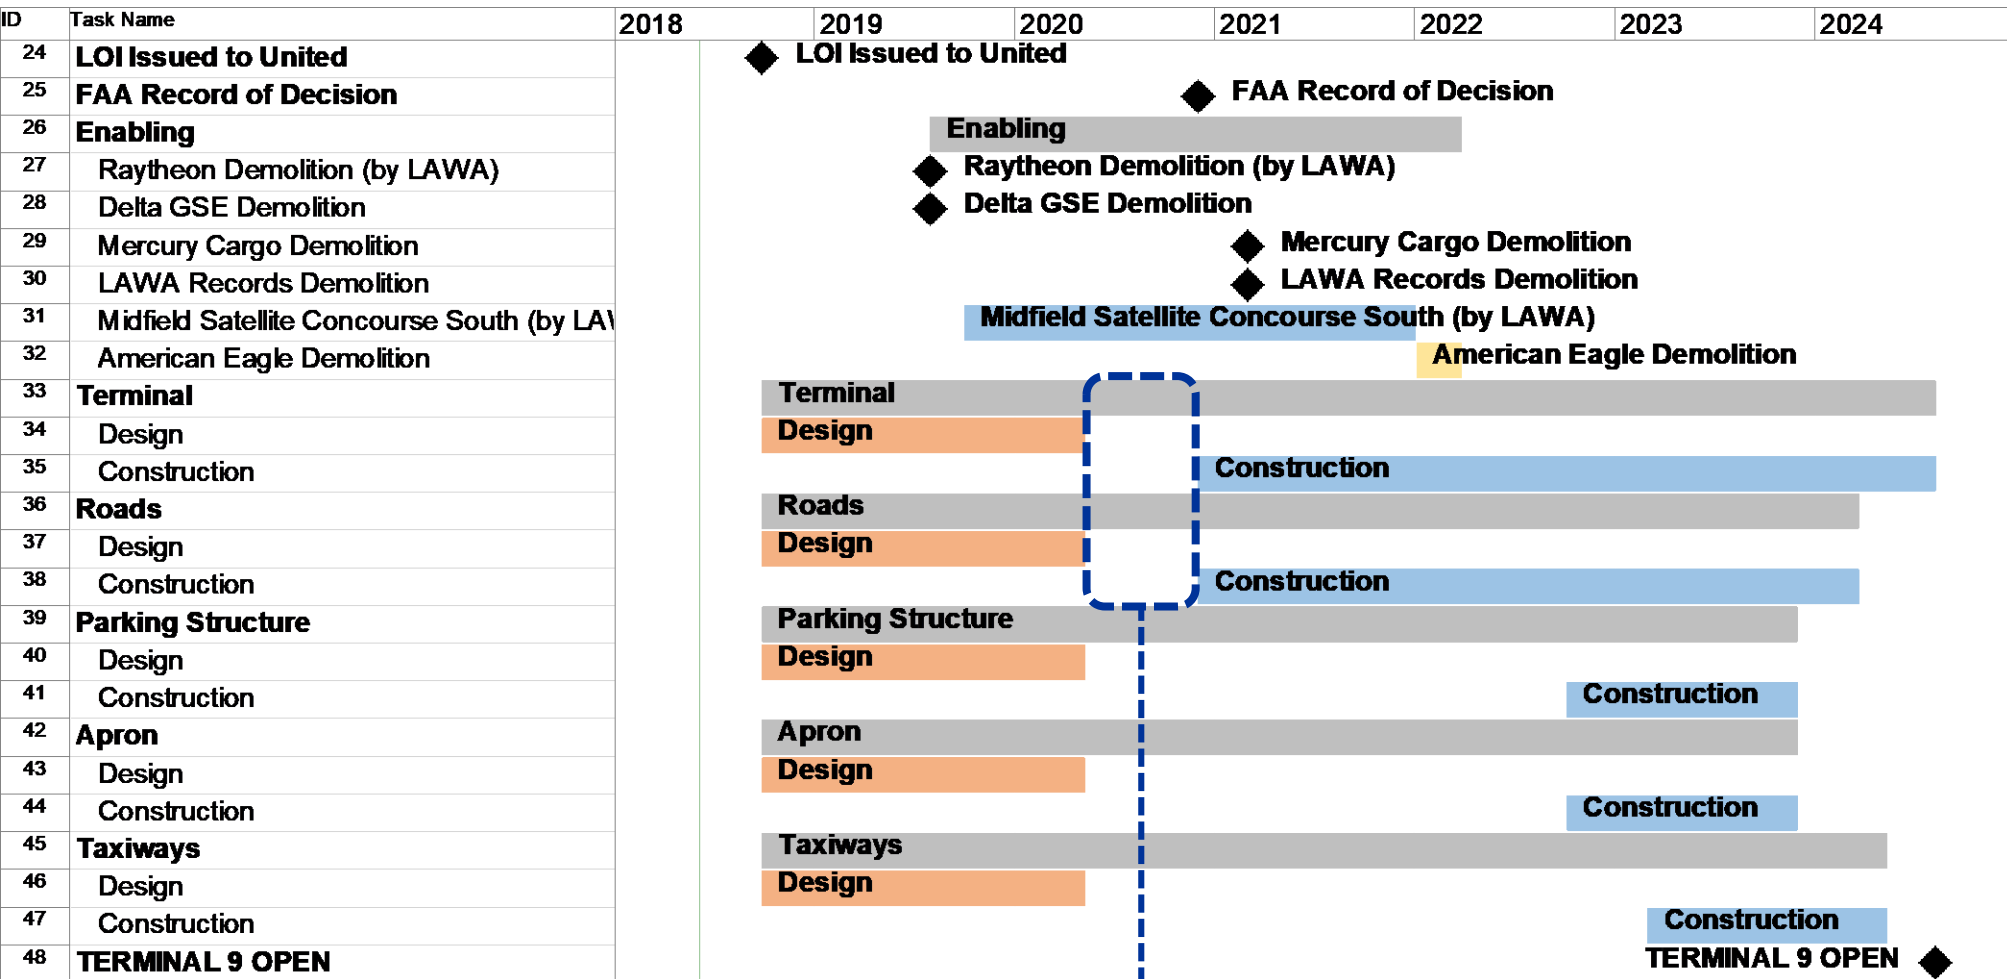 ID Task Name 2018 2019 2020 2021 2022 2023 2024
24 LOI Issued to United LOI Issued to United
25 FAA Record of Decision FAA Record of Decision
26 Enabling Enabling
27 Raytheon Demolition (by LAWA) Raytheon Demolition (by LAWA)
28 Delta GSE Demolition Delta GSE Demolition
29 Mercury Cargo Demolition Mercury Cargo Demolition
30 LAWA Records Demolition LAWA Records Demolition
31 Midfield Satellite Concourse South (by LAW Midfield Satellite Concourse South (by LAWA)
32 American Eagle Demolition American Eagle Demolition
33 Terminal Terminal
34 Design Design
35 Construction Construction
36 Roads Roads
37 Design Design
38 Construction Construction
39 Parking Structure Parking Structure
40 Design Design
41 Construction Construction
42 Apron Apron
43 Design Design
44 Construction Construction
45 Taxiways Taxiways
46 Design Design
47 Construction Construction
48 TERMINAL 9 OPEN TERMINAL 9 OPEN